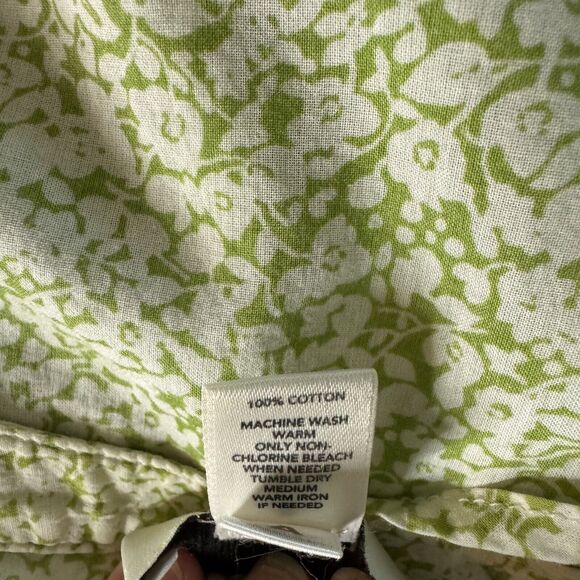 100% COTTON
MACHINE WASH
WARM
ONLY NON-
CHLORINE BLEACH
WHEN NEEDED
TUMBLE DRY
MEDIUM
WARM IRON
IF NEEDED